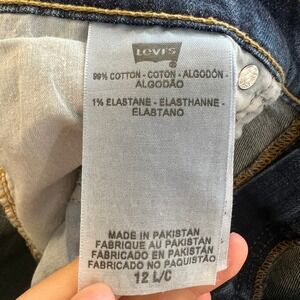 Levi's
®
99% COTTON - COTON - ALGODÓN -
ALGODÃO
1% ELASTANE - ÉLASTHANNE -
ELASTANO
MADE IN PAKISTAN
FABRIQUE AU PAKISTAN
FABRICADO EN PAKISTÁN
FABRICADO NO PAQUISTÃO
12 L/C